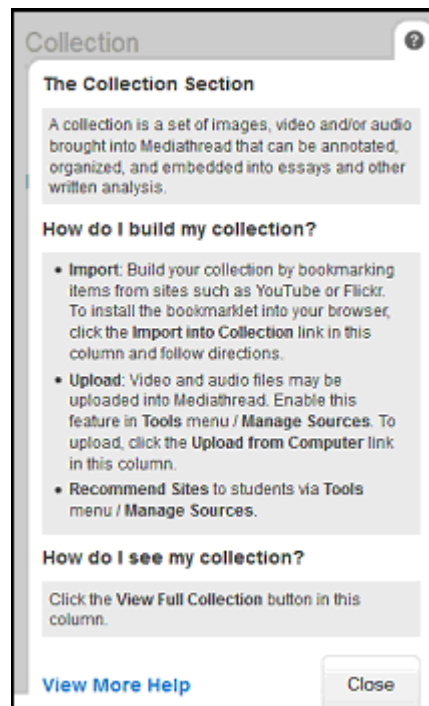 Collection
?
The Collection Section
A collection is a set of images, video and/or audio
brought into Mediathread that can be annotated,
organized, and embedded into essays and other
written analysis.
How do I build my collection?
• Import: Build your collection by bookmarking
items from sites such as YouTube or Flickr.
To install the bookmarklet into your browser,
click the Import into Collection link in this
column and follow directions.
• Upload: Video and audio files may be
uploaded into Mediathread. Enable this
feature in Tools menu / Manage Sources. To
upload, click the Upload from Computer link
in this column.
• Recommend Sites to students via Tools
menu / Manage Sources.
How do I see my collection?
Click the View Full Collection button in this
column.
View More Help
Close